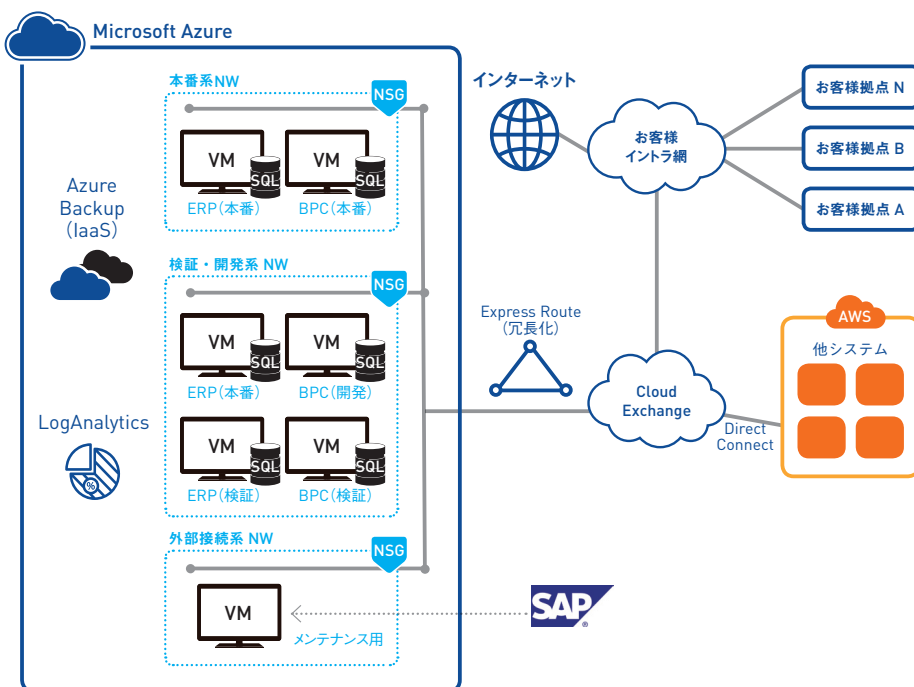 Microsoft Azure
本番系NW
NSG
VM
SQL
VM
SQL
ERP(本番)
BPC(本番)
Azure
Backup
(IaaS)
検証・開発系 NW
NSG
VM
SQL
VM
SQL
ERP(本番)
BPC(開発)
VM
SQL
VM
SQL
ERP(検証)
BPC(検証)
LogAnalytics
%
外部接続系 NW
NSG
VM
メンテナンス用
SAP
®
インターネット
お客様
イントラ網
お客様拠点 N
お客様拠点 B
お客様拠点 A
Express Route
(冗長化)
Cloud
Exchange
Direct
Connect
AWS
他システム